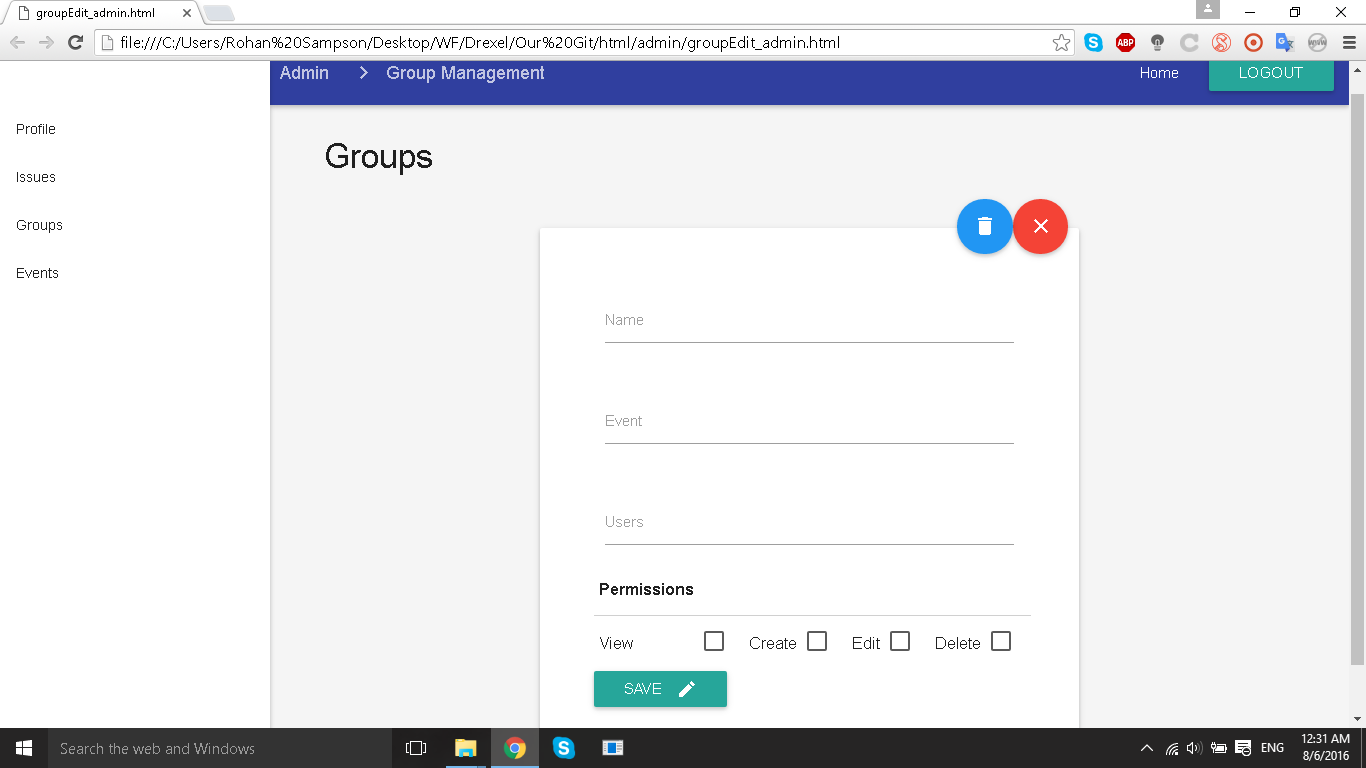 groupEdit_admin.html
file:///C:/Users/Rohan%20Sampson/Desktop/WF/Drexel/Our%20Git/html/admin/groupEdit_admin.html
ABP
Admin > Group Management Home LOGOUT
Profile
Issues
Groups
Events
Groups
Name
Event
Users
Permissions
View Create Edit Delete
SAVE
Search the web and Windows
ENG
12:31 AM
8/6/2016